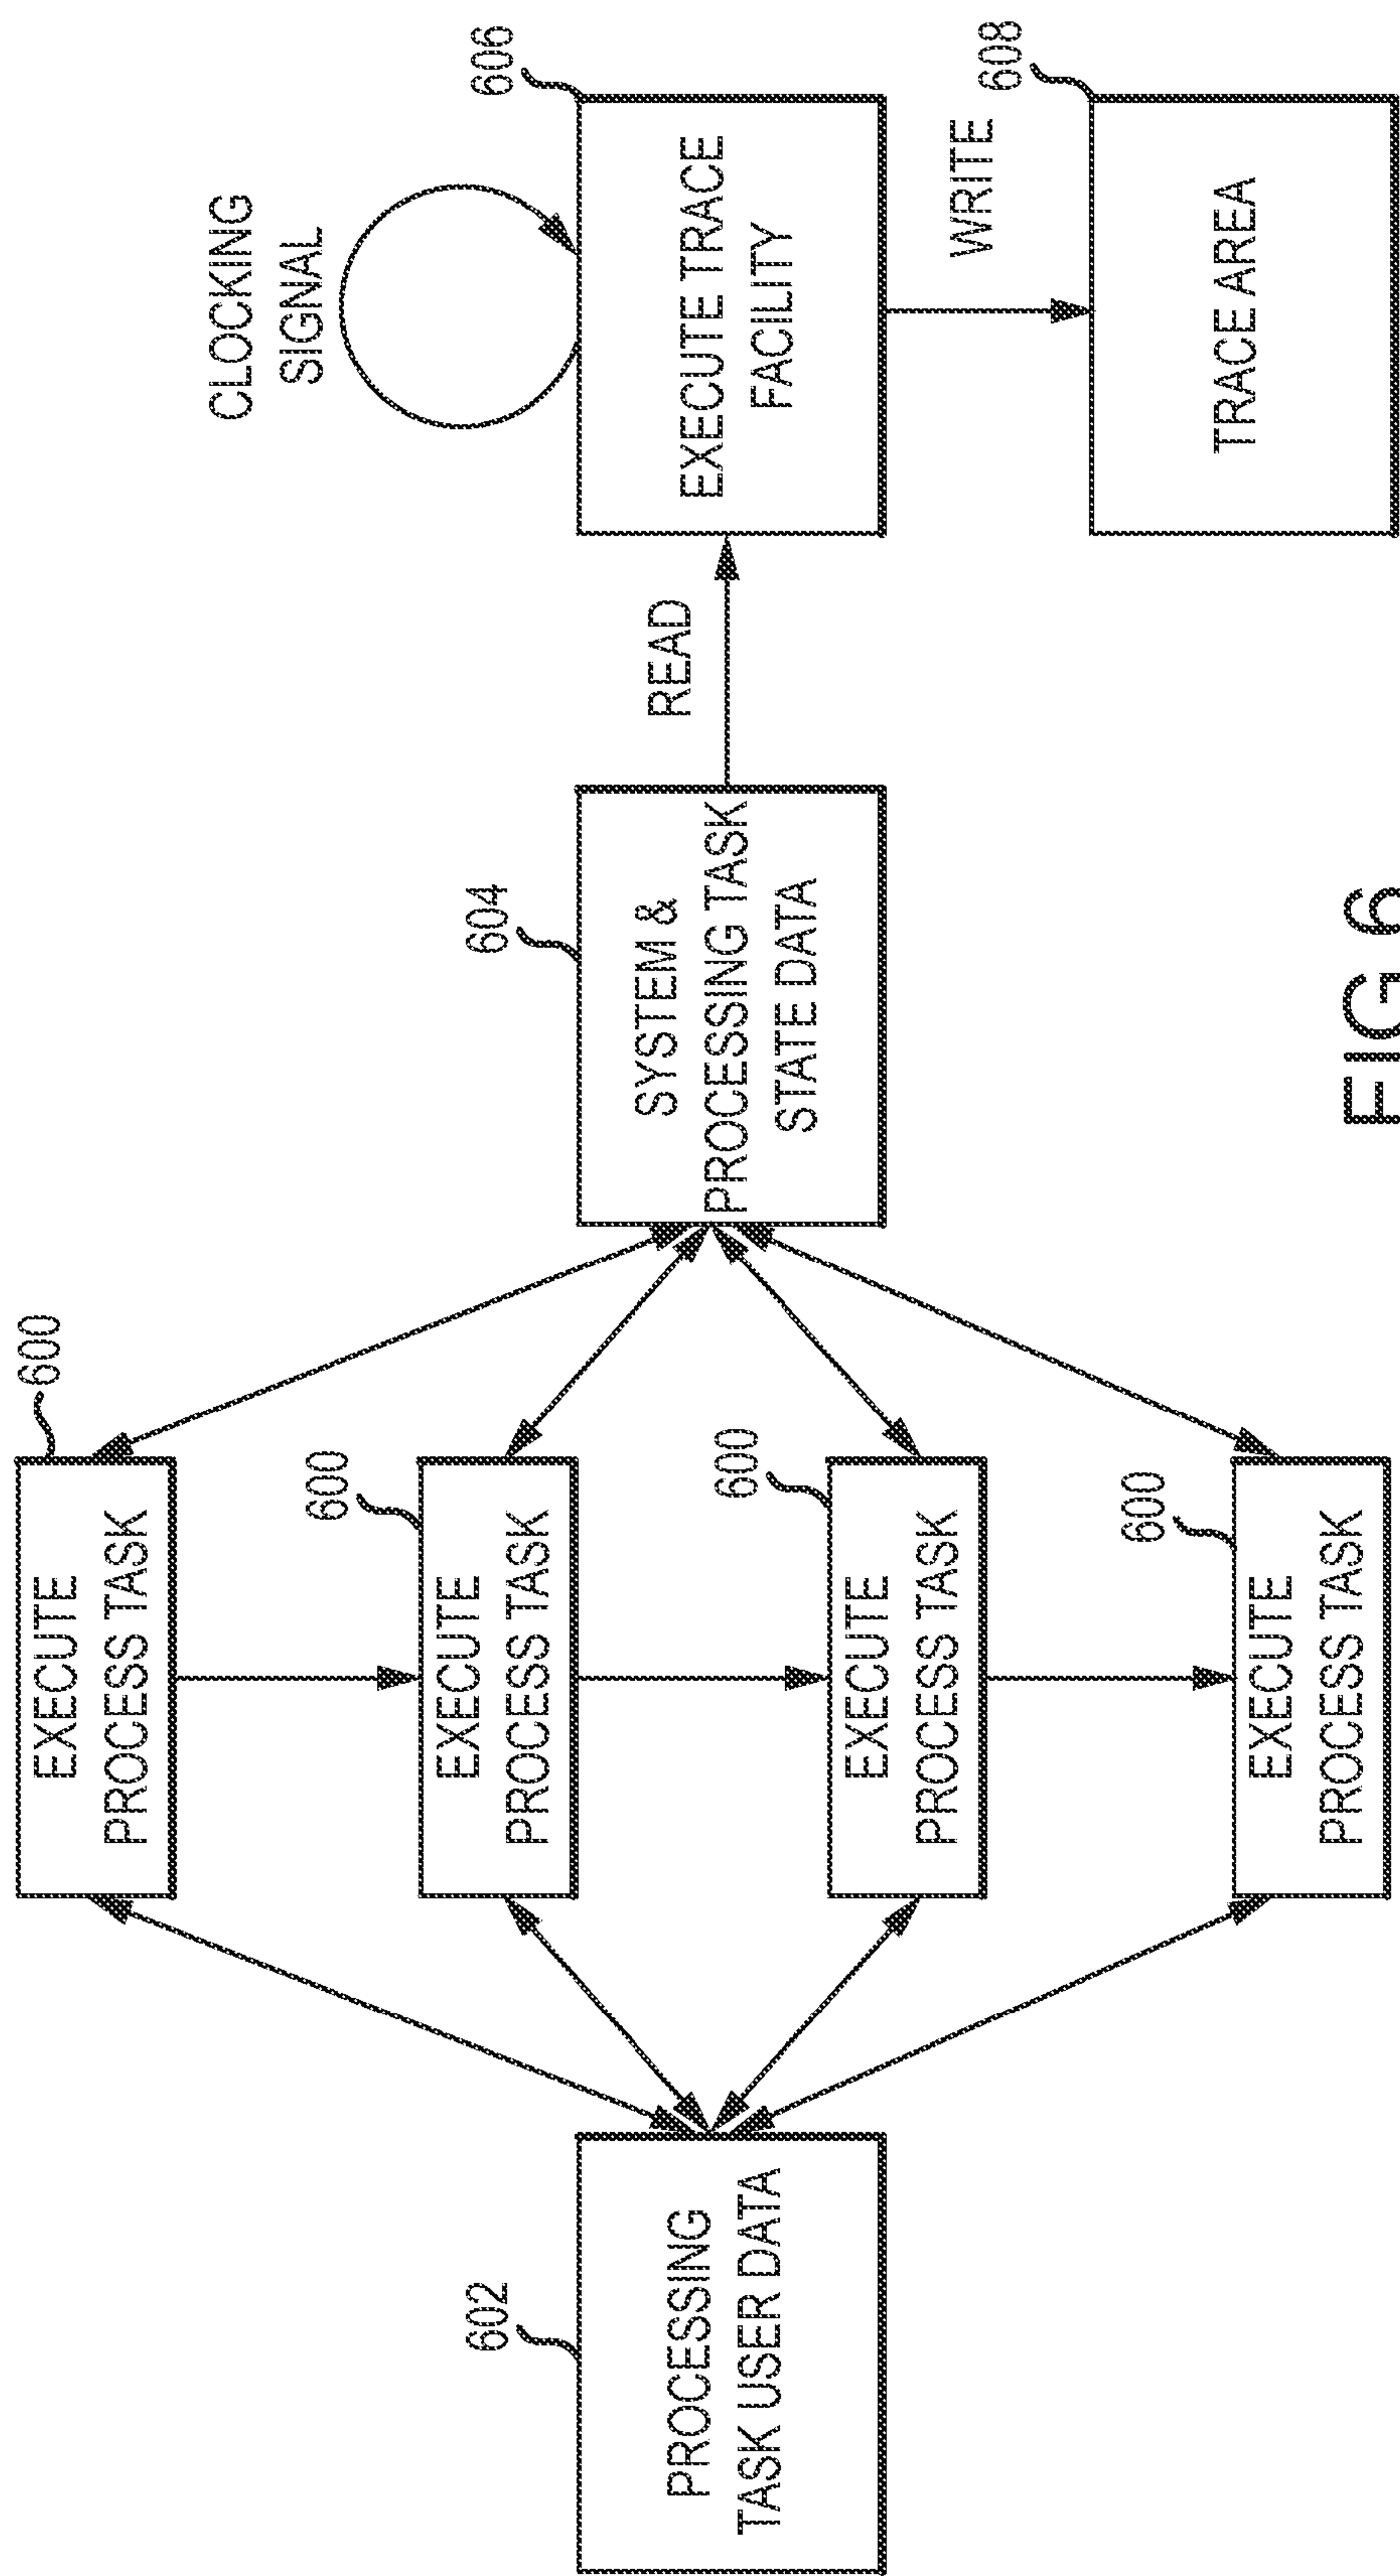 600
EXECUTE
PROCESS TASK
600
EXECUTE
PROCESS TASK
600
EXECUTE
PROCESS TASK
600
EXECUTE
PROCESS TASK
602
PROCESSING
TASK USER DATA
604
SYSTEM &
PROCESSING TASK
STATE DATA
READ
CLOCKING
SIGNAL
606
EXECUTE TRACE
FACILITY
WRITE
608
TRACE AREA
FIG 6